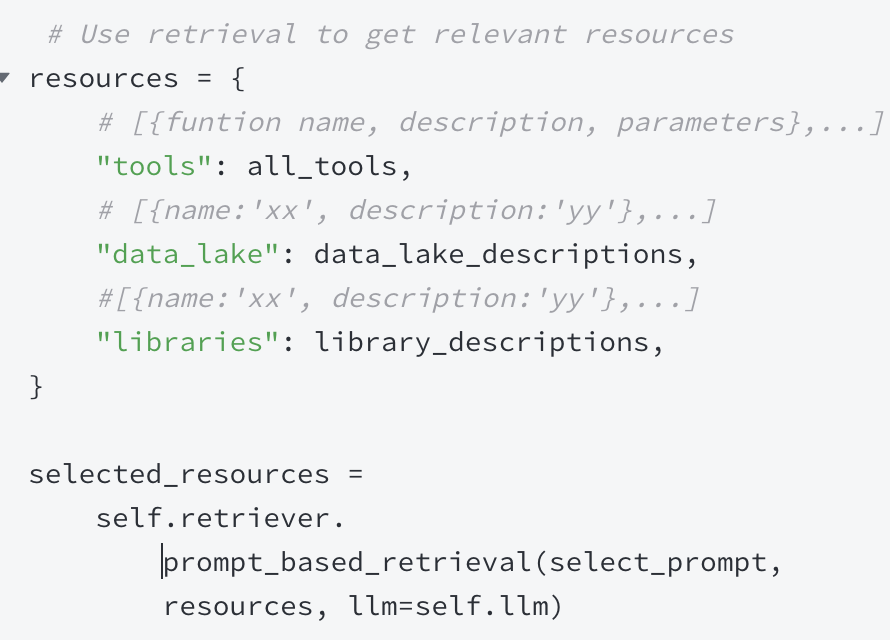 # Use retrieval to get relevant resources
resources = {
# [{funtion name, description, parameters},...]
"tools": all_tools,
# [{name:'xx', description:'yy'},...]
"data_lake": data_lake_descriptions,
#[{name:'xx', description:'yy'},...]
"libraries": library_descriptions,
}
selected_resources =
self.retriever.
prompt_based_retrieval(select_prompt,
resources, llm=self.llm)